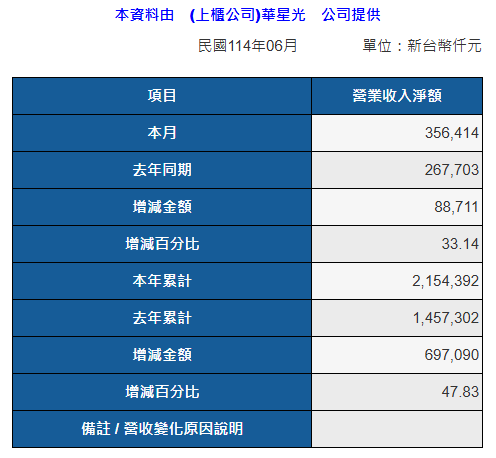 本資料由　(上櫃公司)華星光　公司提供
民國114年06月　單位：新台幣仟元
項目　營業收入淨額
本月　356,414
去年同期　267,703
增減金額　88,711
增減百分比　33.14
本年累計　2,154,392
去年累計　1,457,302
增減金額　697,090
增減百分比　47.83
備註 / 營收變化原因說明